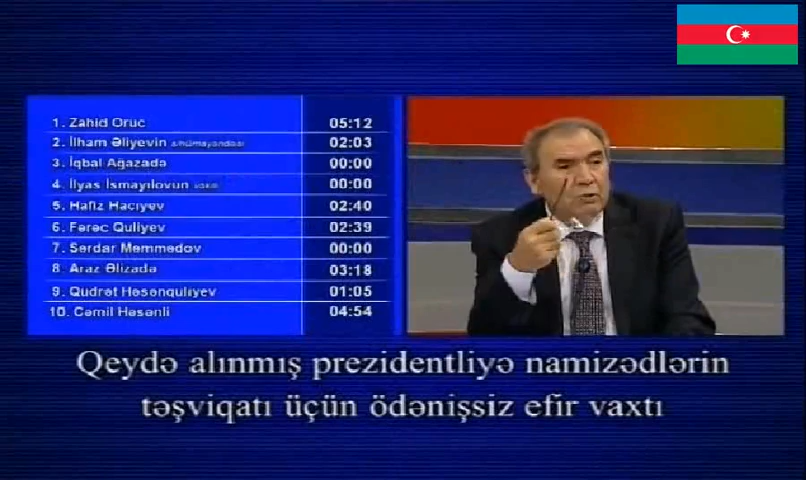 1. Zahid Oruc
05:12
2. İlham Əliyevin
02:03
3. İqbal Ağazadə
00:00
4. İlyas İsmayılovun
00:00
5. Hafiz Hacıyev
02:40
6. Fərəc Quliyev
02:39
7. Sərdar Məmmədov
00:00
8. Araz Əlizadə
03:18
9. Qudrət Həsənquliyev
01:05
10. Cəmil Həsənli
04:54
Qeydə alınmış prezidentliyə namizədlərin
təşviqatı üçün ödənişsiz efir vaxtı